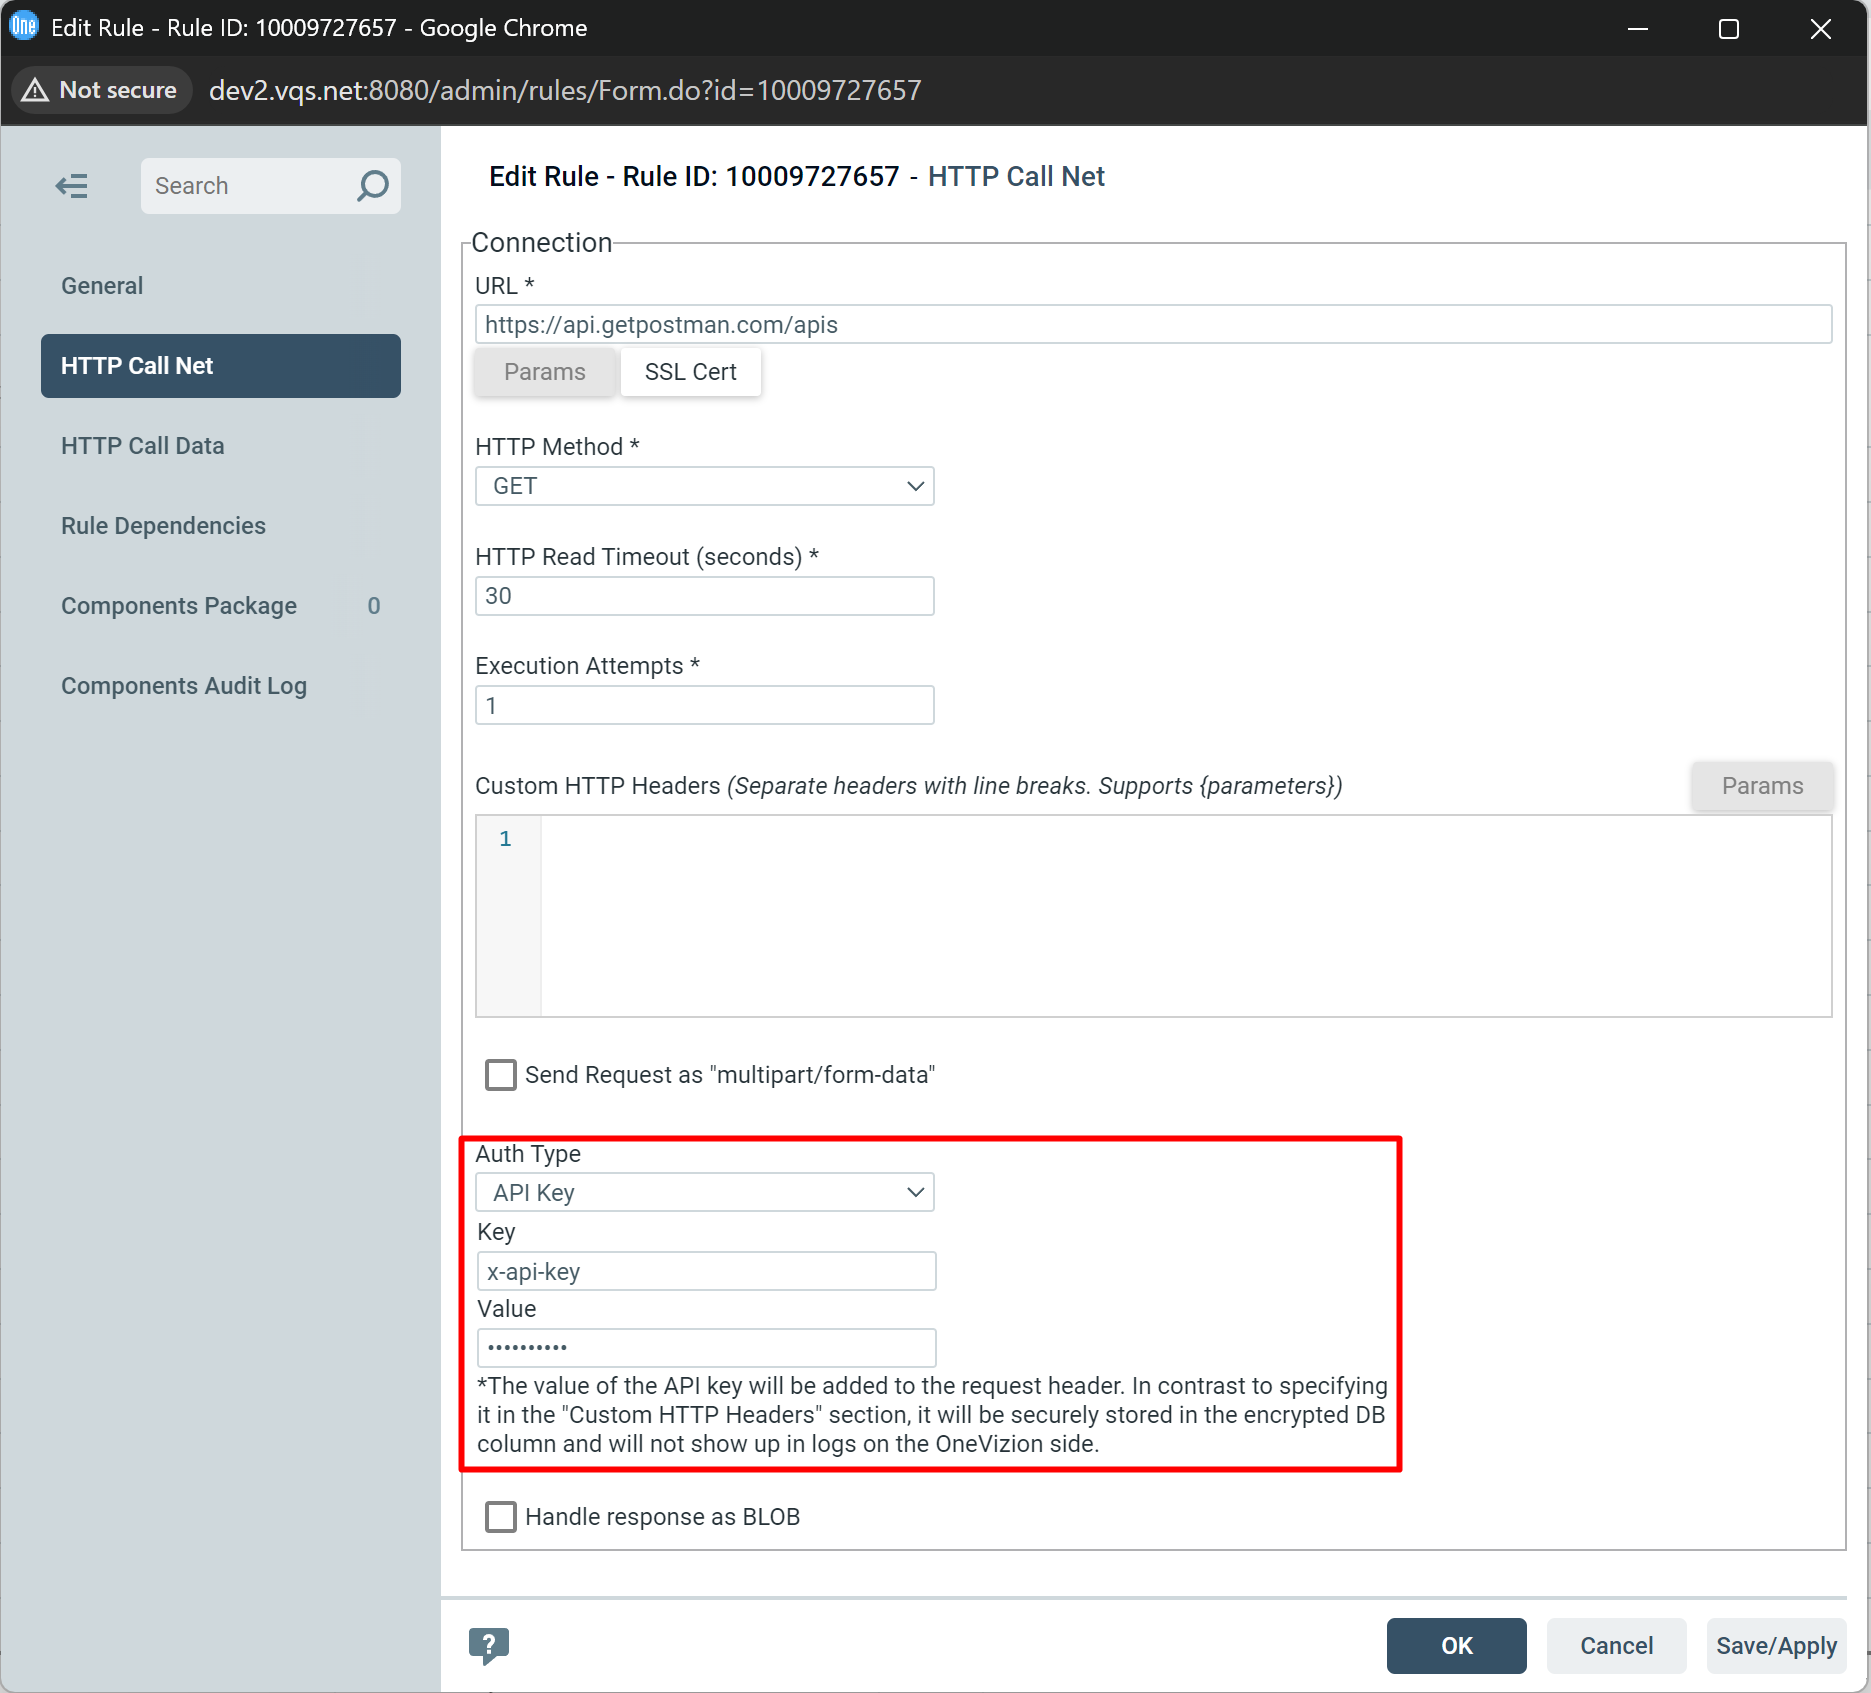 One
Edit Rule - Rule ID: 10009727657 - Google Chrome
Not secure
dev2.vqs.net:8080/admin/rules/Form.do?id=10009727657
Search
General
HTTP Call Net
HTTP Call Data
Rule Dependencies
Components Package 0
Components Audit Log
Edit Rule - Rule ID: 10009727657 - HTTP Call Net
Connection
URL *
https://api.getpostman.com/apis
Params
SSL Cert
HTTP Method *
GET
HTTP Read Timeout (seconds) *
30
Execution Attempts *
1
Custom HTTP Headers (Separate headers with line breaks. Supports {parameters})
Params
1
Send Request as "multipart/form-data"
Auth Type
API Key
Key
x-api-key
Value
••••••••••
*The value of the API key will be added to the request header. In contrast to specifying
it in the "Custom HTTP Headers" section, it will be securely stored in the encrypted DB
column and will not show up in logs on the OneVizion side.
Handle response as BLOB
?
OK
Cancel
Save/Apply